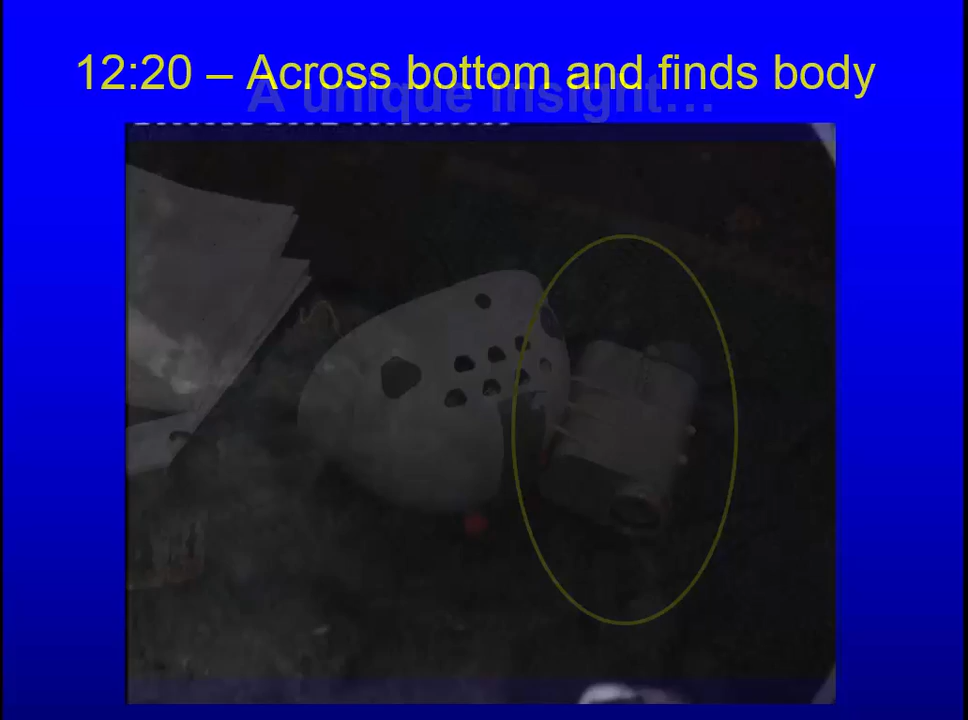 12:20 – Across bottom and finds body
A unique insight...